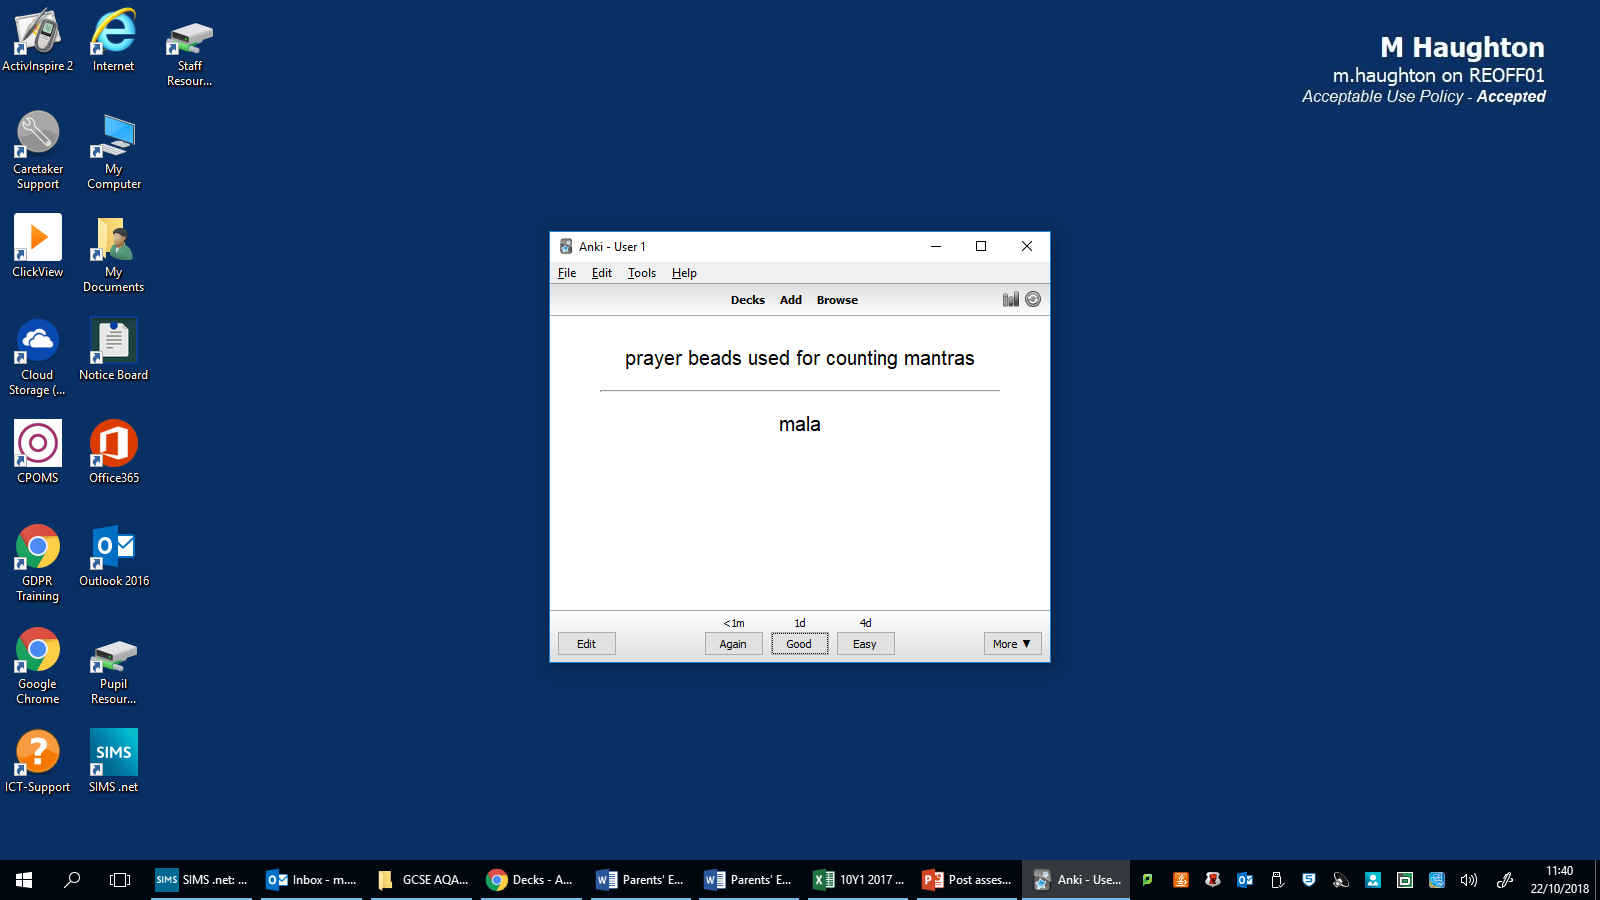 ActivInspire 2
Internet
Staff
Resour...
Caretaker
Support
My
Computer
ClickView
My
Documents
Cloud
Storage (...
Notice Board
CPOMS
Office365
GDPR
Training
Outlook 2016
Google
Chrome
Pupil
Resour...
ICT-Support
SIMS
SIMS .net
M Haughton
m.haughton on REOFF01
Acceptable Use Policy - Accepted
Anki - User 1
File Edit Tools Help
Decks Add Browse
prayer beads used for counting mantras
mala
<1m 1d 4d
Edit Again Good Easy More ▼
SIMS SIMS .net: ... Inbox - m.... GCSE AQA... Decks - A... Parents' E... Parents' E... 10Y1 2017 ... Post asses... Anki - Use...
11:40
22/10/2018